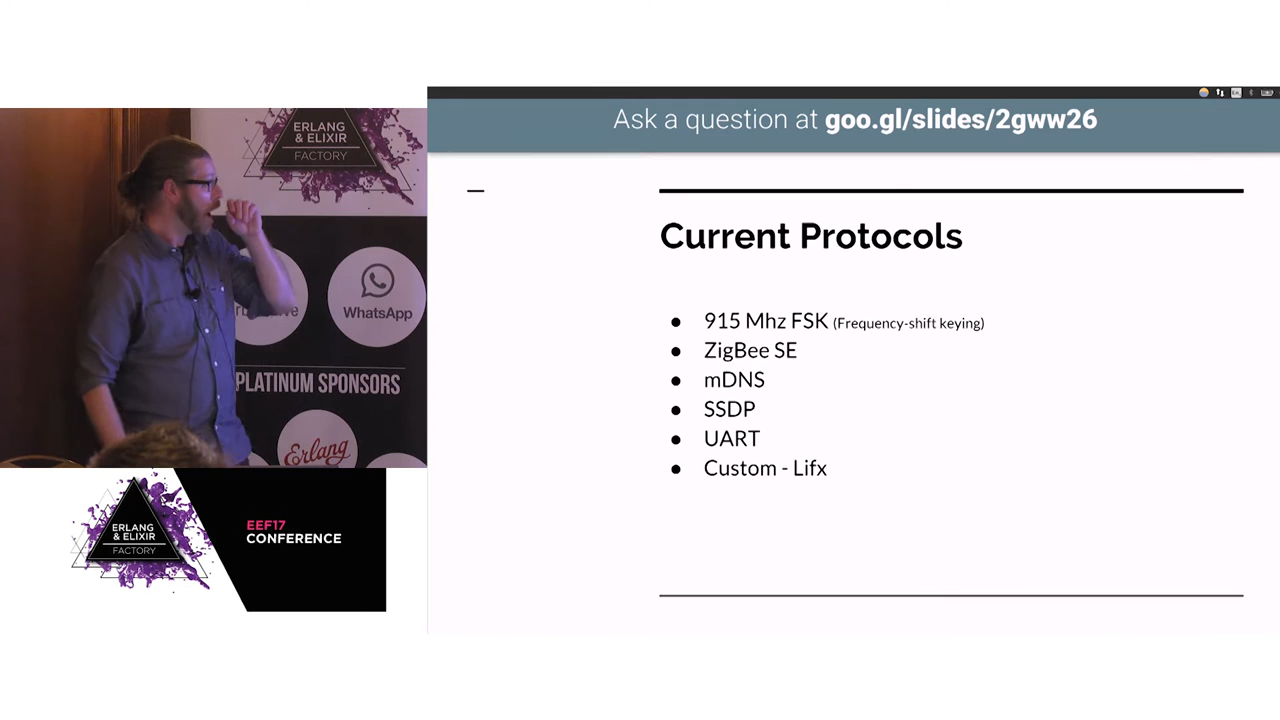 Ask a question at goo.gl/slides/2gww26
Current Protocols
● 915 Mhz FSK (Frequency-shift keying)
● ZigBee SE
● mDNS
● SSDP
● UART
● Custom - Lifx
ERLANG
& ELIXIR
FACTORY
WhatsApp
PLATINUM SPONSORS
Erlang
ERLANG
& ELIXIR
FACTORY
EEF17
CONFERENCE